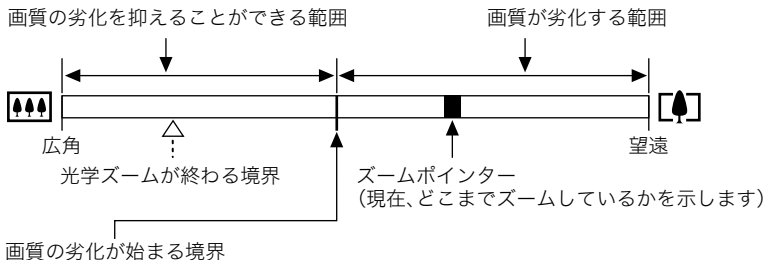 画質の劣化を抑えることができる範囲
画質が劣化する範囲
広角
望遠
光学ズームが終わる境界
ズームポインター
（現在、どこまでズームしているかを示します）
画質の劣化が始まる境界